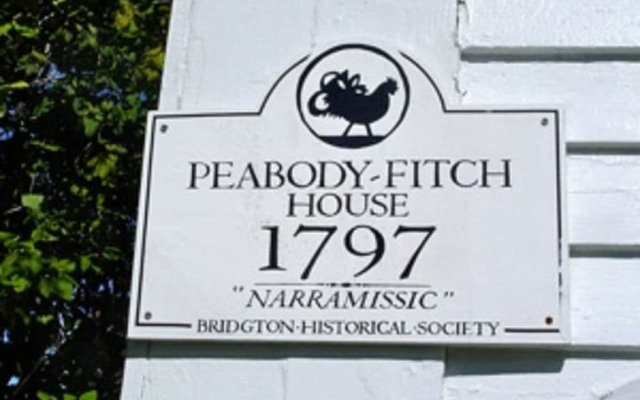 PEABODY-FITCH
HOUSE
1797
"NARRAMISSIC"
BRIDGTON·HISTORICAL·SOCIETY